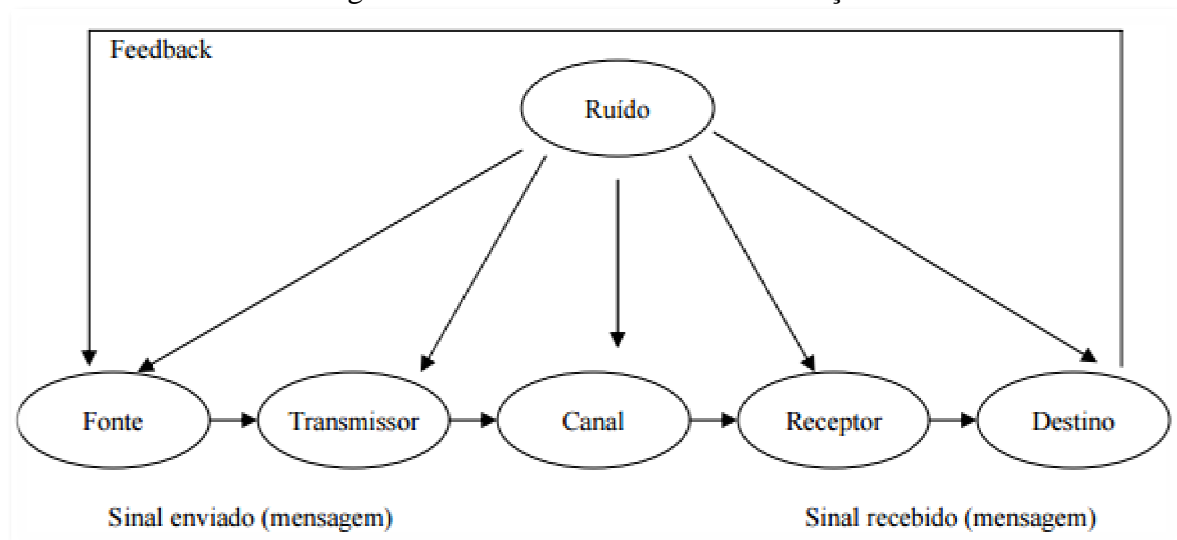 Feedback
Ruído
Fonte
Transmissor
Canal
Receptor
Destino
Sinal enviado (mensagem)
Sinal recebido (mensagem)